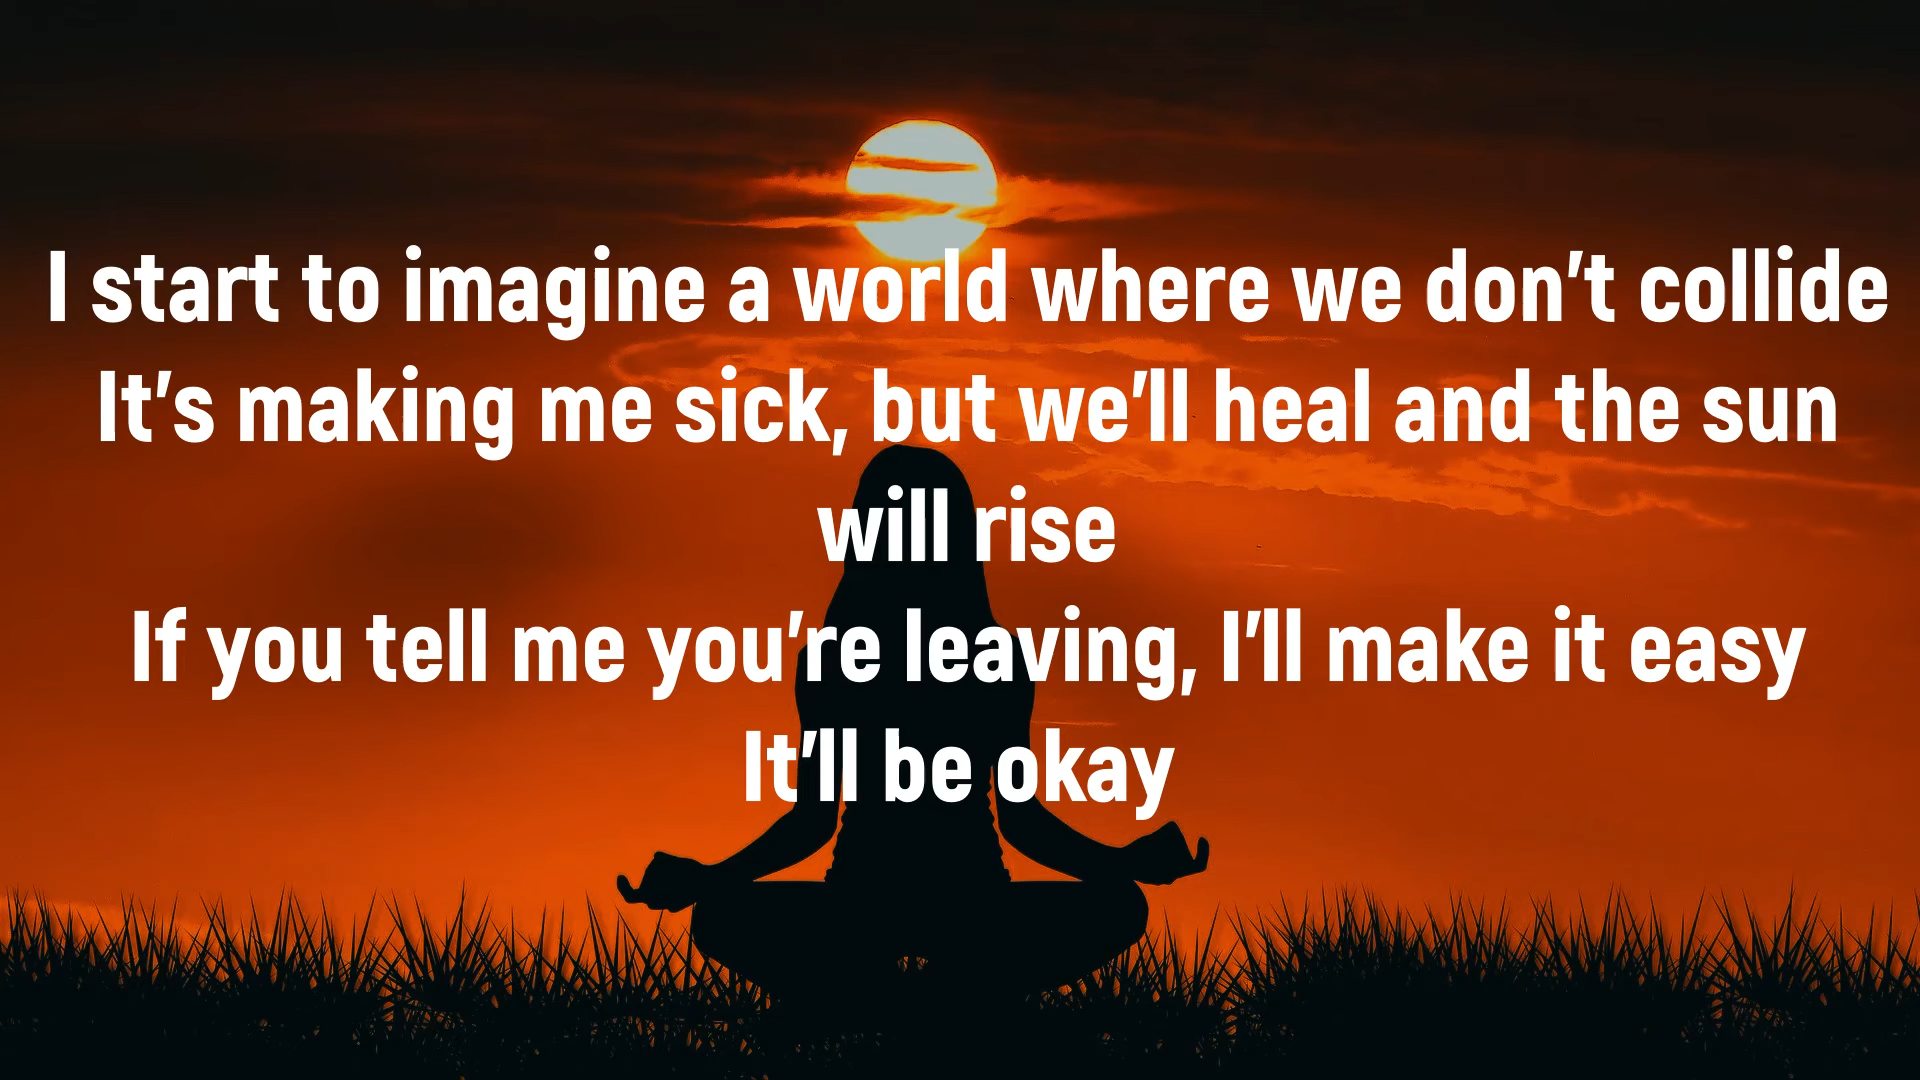 I start to imagine a world where we don't collide
It's making me sick, but we'll heal and the sun
will rise
If you tell me you're leaving, I'll make it easy
It'll be okay